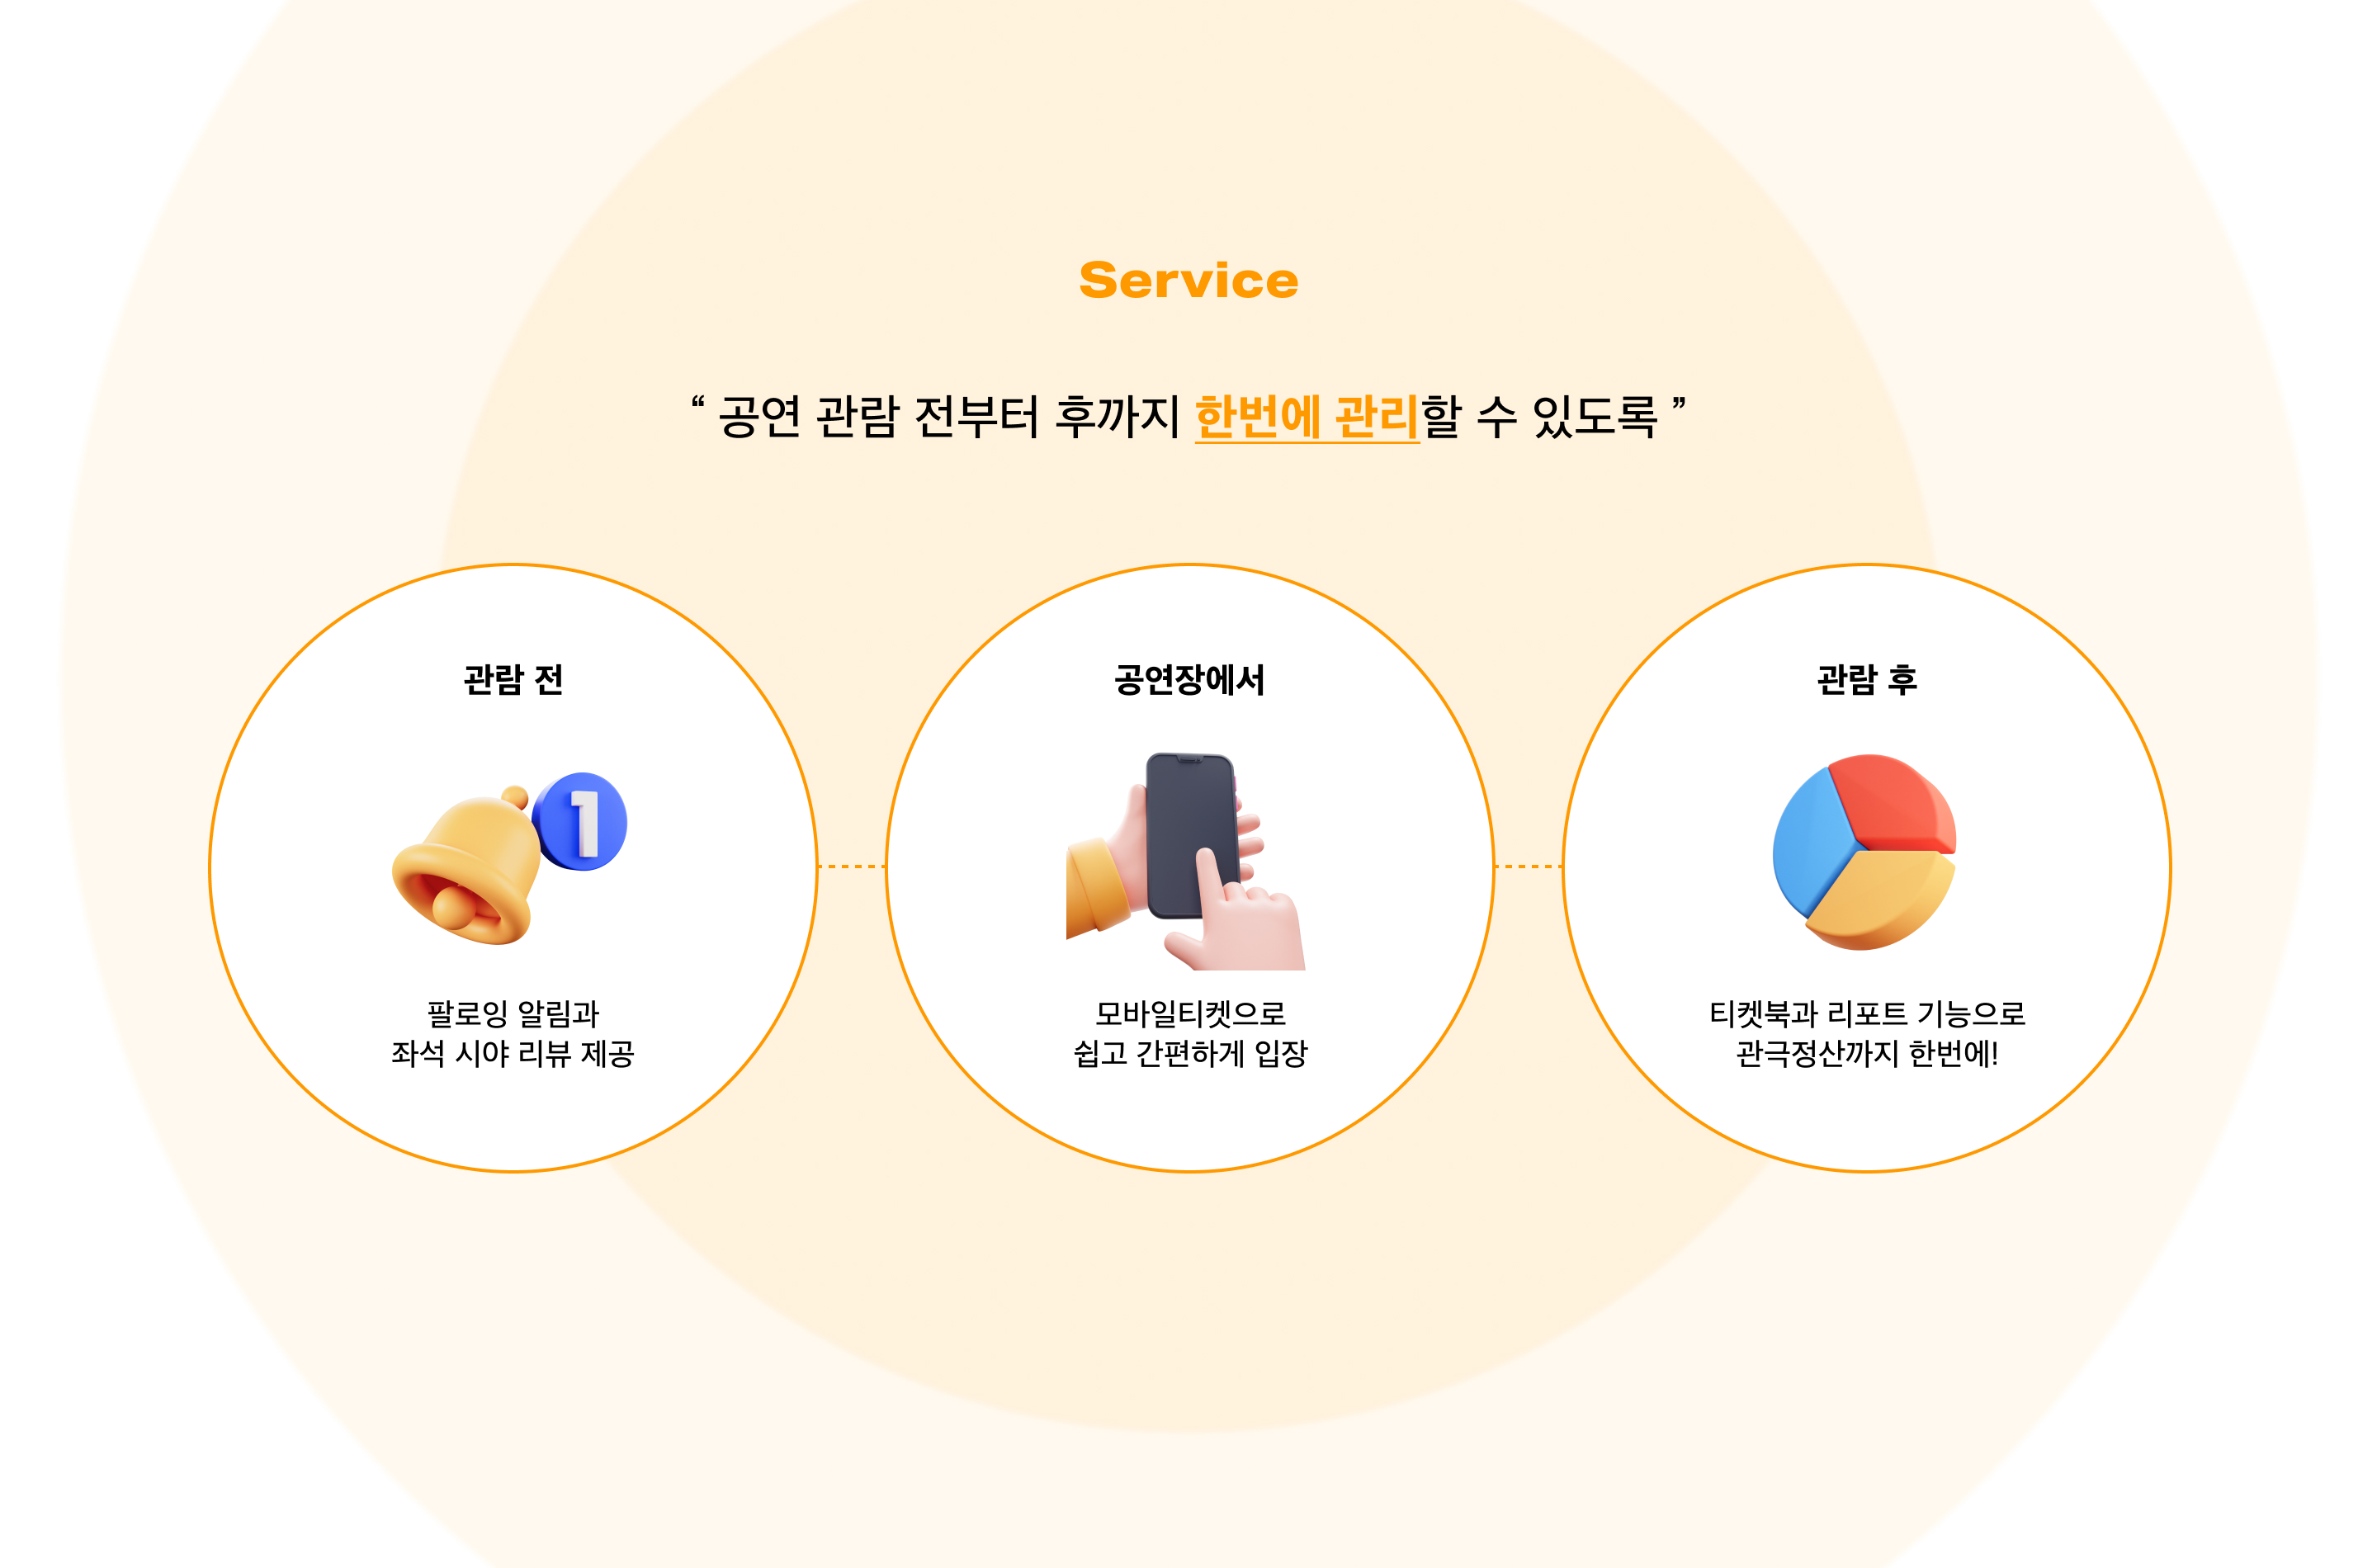 Service
“ 공연 관람 전부터 후까지 한번에 관리할 수 있도록 ”
관람 전
1
팔로잉 알림과
좌석 시야 리뷰 제공
공연장에서
모바일티켓으로
쉽고 간편하게 입장
관람 후
티켓북과 리포트 기능으로
관극정산까지 한번에!